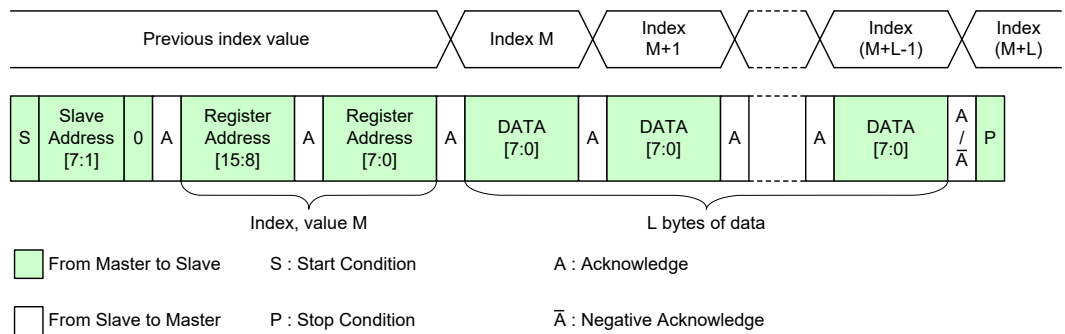 Previous index value
Index M
Index
M+1
Index
(M+L-1)
Index
(M+L)
S
Slave
Address
[7:1]
0
A
Register
Address
[15:8]
A
Register
Address
[7:0]
A
DATA
[7:0]
A
DATA
[7:0]
A
A
DATA
[7:0]
A
/
A̅
P
Index, value M
L bytes of data
From Master to Slave
S : Start Condition
A : Acknowledge
From Slave to Master
P : Stop Condition
A̅ : Negative Acknowledge